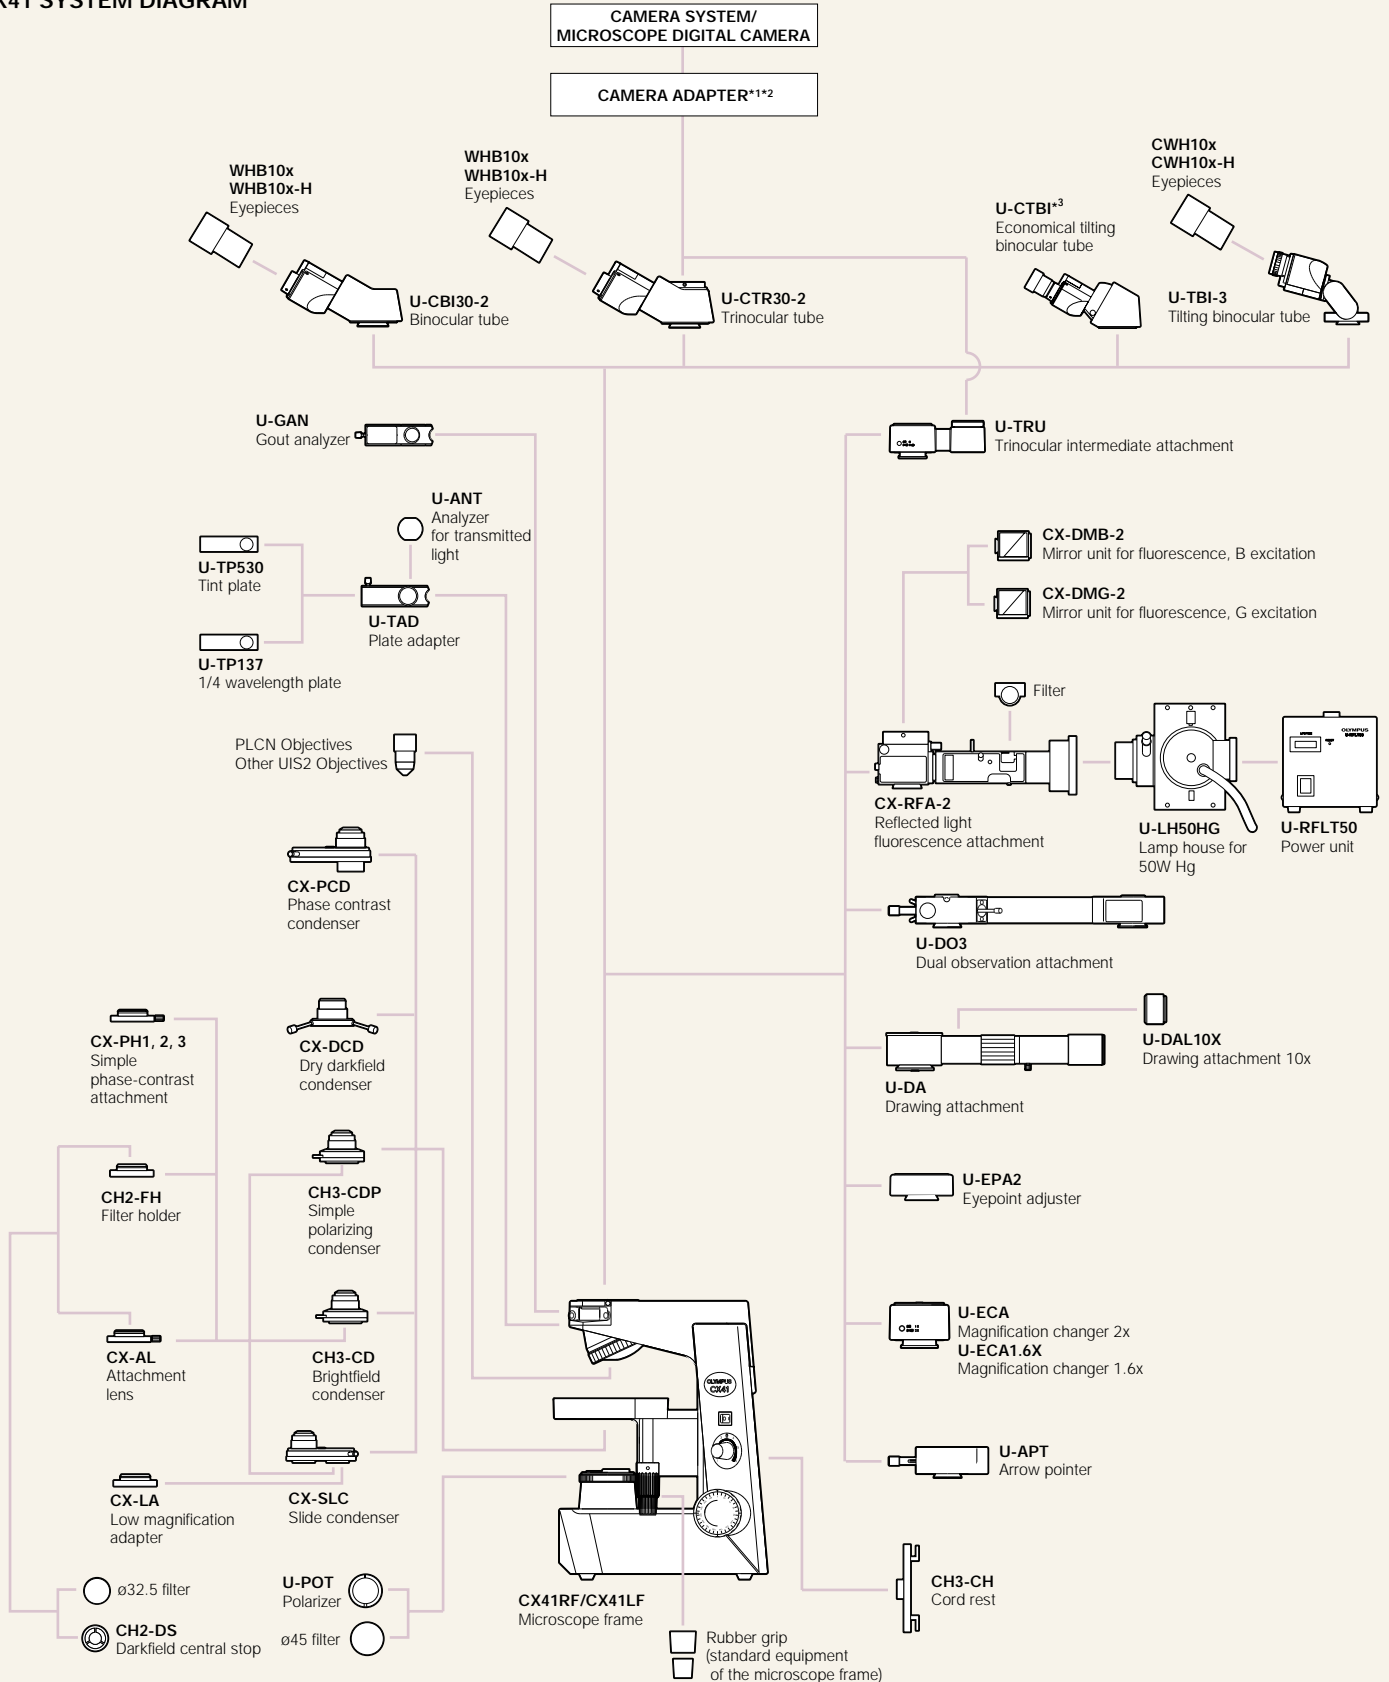 X41 SYSTEM DIAGRAM
CAMERA SYSTEM/
MICROSCOPE DIGITAL CAMERA
CAMERA ADAPTER*1*2
WHB10x
WHB10x-H
Eyepieces
WHB10x
WHB10x-H
Eyepieces
CWH10x
CWH10x-H
Eyepieces
U-CTBI*3
Economical tilting
binocular tube
U-CBI30-2
Binocular tube
U-CTR30-2
Trinocular tube
U-TBI-3
Tilting binocular tube
U-GAN
Gout analyzer
U-TRU
Trinocular intermediate attachment
U-ANT
Analyzer
for transmitted
light
U-TP530
Tint plate
U-TAD
Plate adapter
U-TP137
1/4 wavelength plate
CX-DMB-2
Mirror unit for fluorescence, B excitation
CX-DMG-2
Mirror unit for fluorescence, G excitation
Filter
PLCN Objectives
Other UIS2 Objectives
OLYMPUS
CX-RFA-2
Reflected light
fluorescence attachment
U-LH50HG
Lamp house for
50W Hg
U-RFLT50
Power unit
CX-PCD
Phase contrast
condenser
U-DO3
Dual observation attachment
CX-PH1, 2, 3
Simple
phase-contrast
attachment
CX-DCD
Dry darkfield
condenser
U-DAL10X
Drawing attachment 10x
U-DA
Drawing attachment
CH2-FH
Filter holder
CH3-CDP
Simple
polarizing
condenser
U-EPA2
Eyepoint adjuster
CX-AL
Attachment
lens
CH3-CD
Brightfield
condenser
U-ECA
Magnification changer 2x
U-ECA1.6X
Magnification changer 1.6x
OLYMPUS
CX41
CX-LA
Low magnification
adapter
CX-SLC
Slide condenser
U-APT
Arrow pointer
ø32.5 filter
CH2-DS
Darkfield central stop
U-POT
Polarizer
ø45 filter
CX41RF/CX41LF
Microscope frame
CH3-CH
Cord rest
Rubber grip
(standard equipment
of the microscope frame)